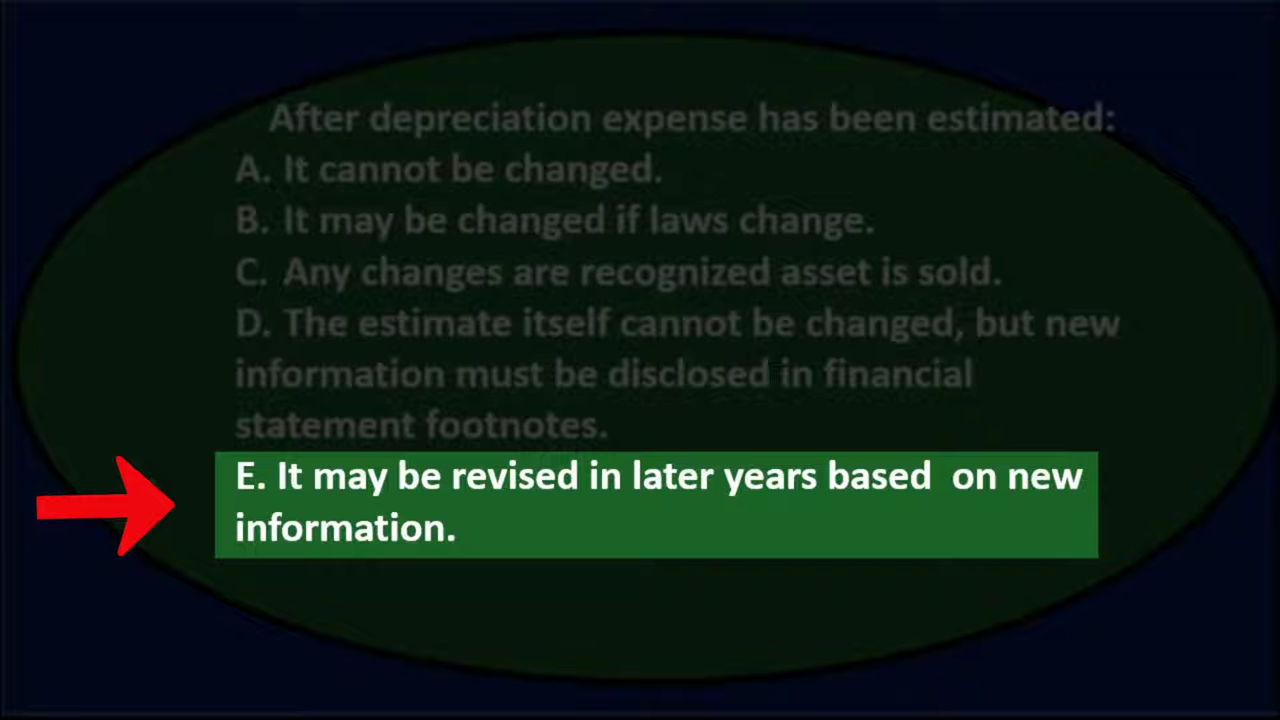 After depreciation expense has been estimated:
A. It cannot be changed.
B. It may be changed if laws change.
C. Any changes are recognized asset is sold.
D. The estimate itself cannot be changed, but new
information must be disclosed in financial
statement footnotes.
E. It may be revised in later years based on new
information.